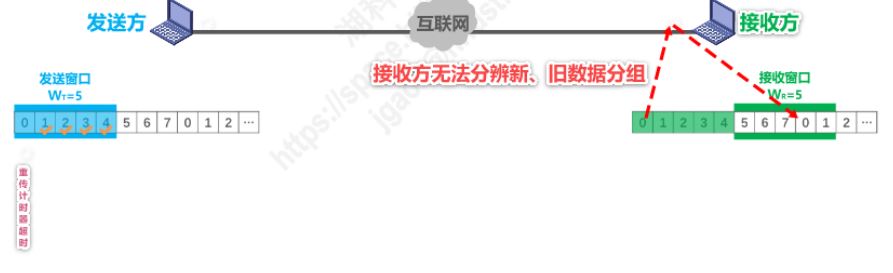 发送方
互联网
接收方
接收方无法分辨新、旧数据分组
发送窗口
WT=5
接收窗口
WR=5
0 1 2 3 4 5 6 7 0 1 2 ...
0 1 2 3 4 5 6 7 0 1 2 ...
重传计时器超时